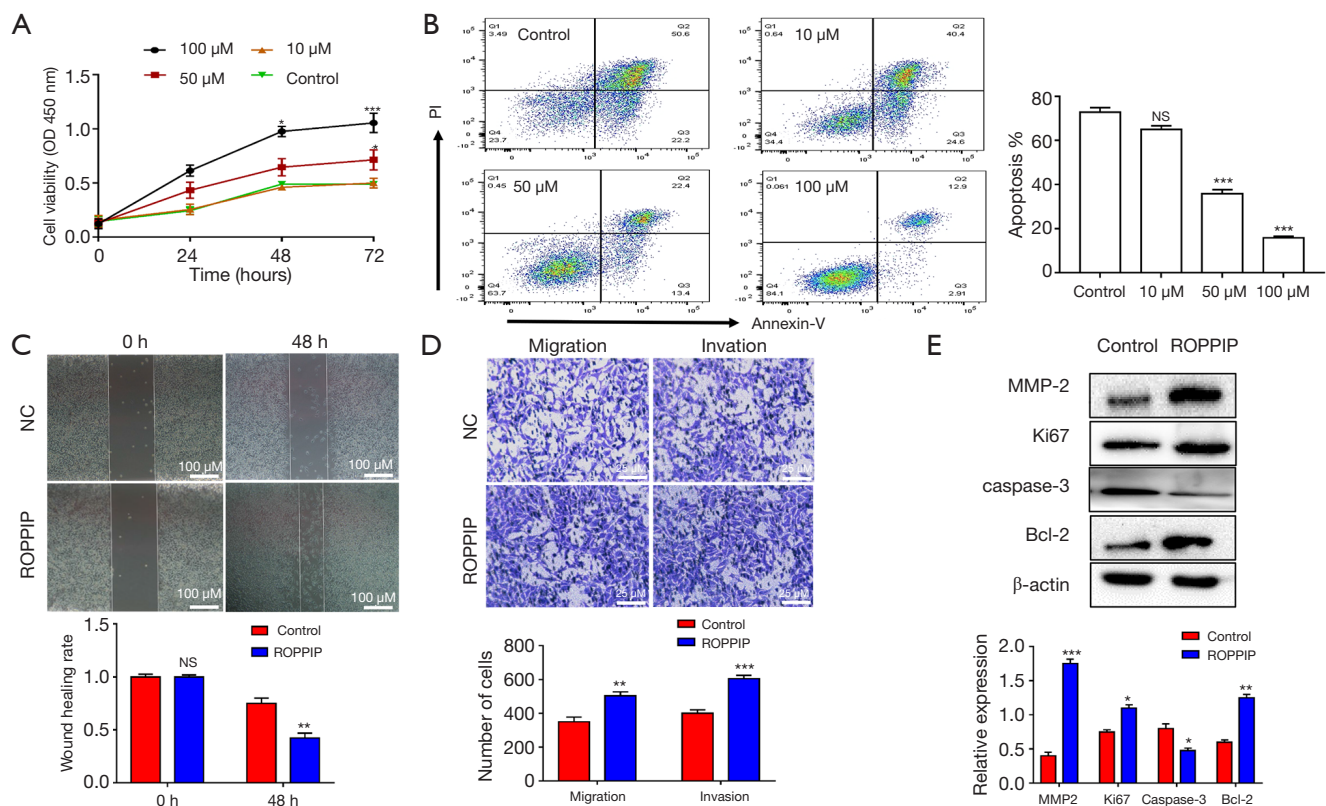 A
100 µM
10 µM
50 µM
Control
Cell viability (OD 450 nm)
1.5
1.0
0.5
0.0
0
24
48
72
*
***
*
Time (hours)
B
PI
Annexin-V
Control
Q1
3.49
Q2
50.6
Q4
23.7
Q3
22.2
10 µM
Q1
0.64
Q2
40.4
Q4
34.4
Q3
24.6
50 µM
Q1
0.45
Q2
22.4
Q4
63.7
Q3
13.4
100 µM
Q1
0.061
Q2
12.9
Q4
84.1
Q3
2.91
Apoptosis %
80
60
40
20
0
NS
***
***
Control
10 µM
50 µM
100 µM
C
0 h
48 h
NC
100 µM
100 µM
ROPPIP
100 µM
100 µM
Wound healing rate
1.5
1.0
0.5
0.0
Control
ROPPIP
NS
**
0 h
48 h
D
Migration
Invation
NC
25 µM
25 µM
ROPPIP
25 µM
25 µM
Number of cells
800
600
400
200
0
Control
ROPPIP
**
***
Migration
Invasion
E
Control
ROPPIP
MMP-2
Ki67
caspase-3
Bcl-2
β-actin
Relative expression
2.0
1.5
1.0
0.5
0.0
Control
ROPPIP
***
*
*
**
MMP2
Ki67
Caspase-3
Bcl-2